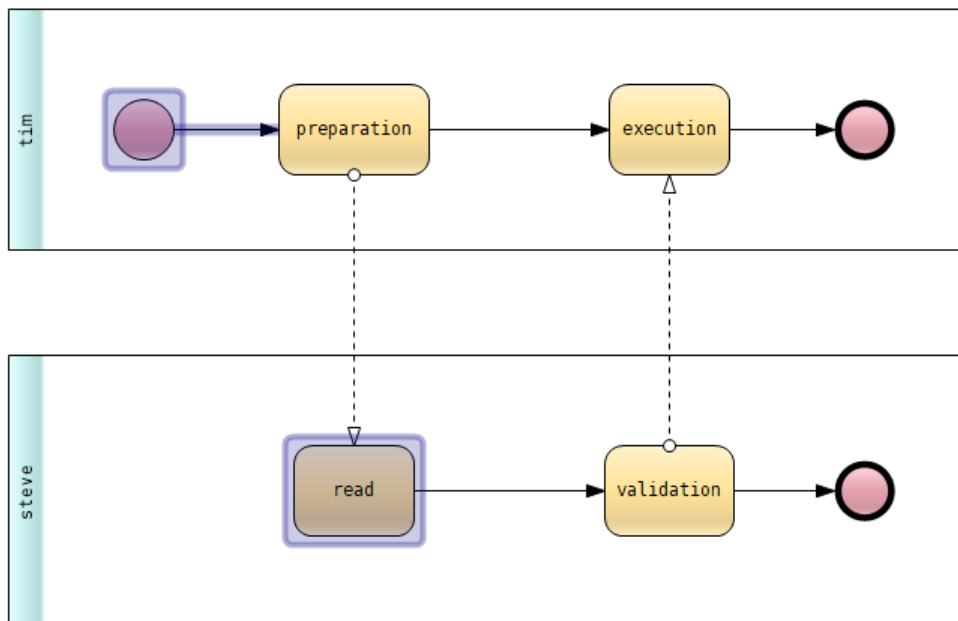 tim
preparation
execution
steve
read
validation